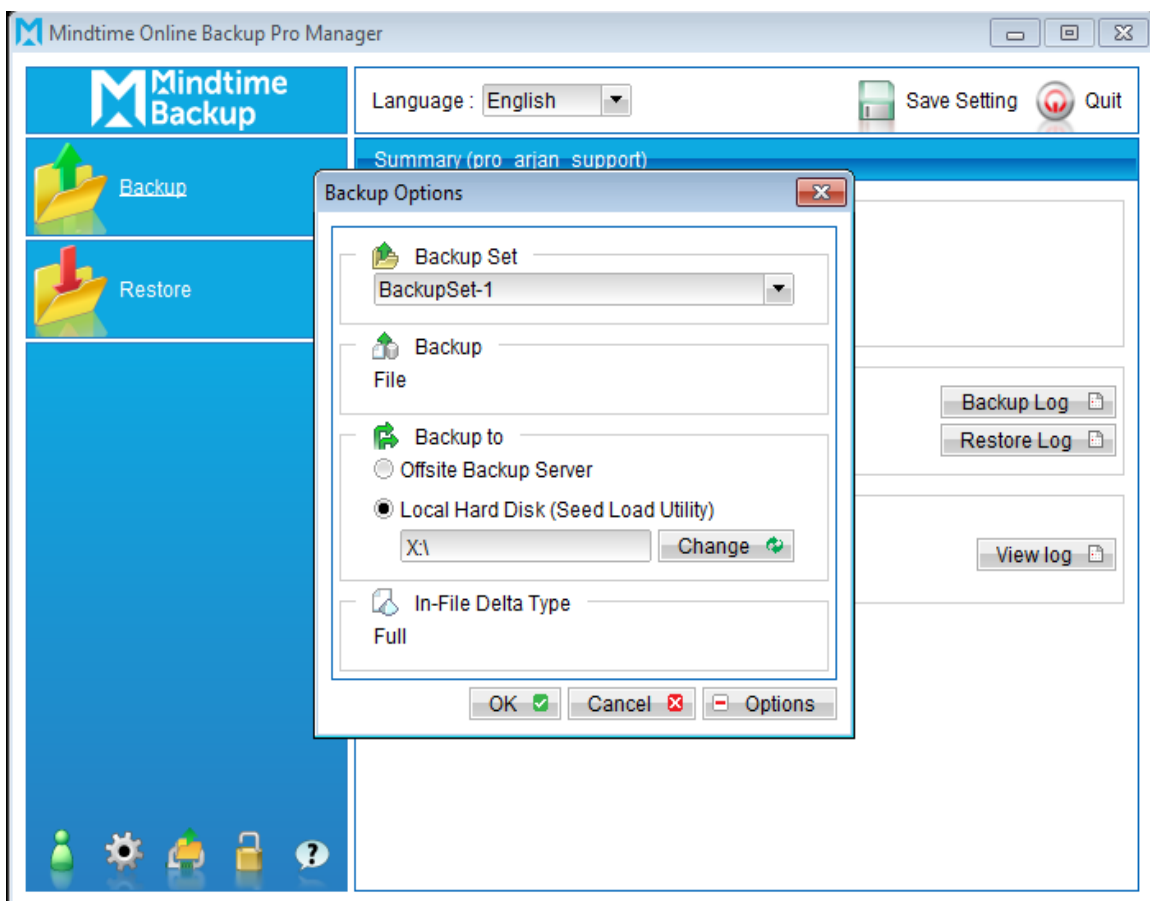 Mindtime Online Backup Pro Manager
Mindtime
Backup
Language : English
Save Setting
Quit
Backup
Restore
Summary (pro_arjan_support)
Backup Options
Backup Set
BackupSet-1
Backup
File
Backup to
Offsite Backup Server
Local Hard Disk (Seed Load Utility)
X:\
Change
In-File Delta Type
Full
OK
Cancel
Options
Backup Log
Restore Log
View log